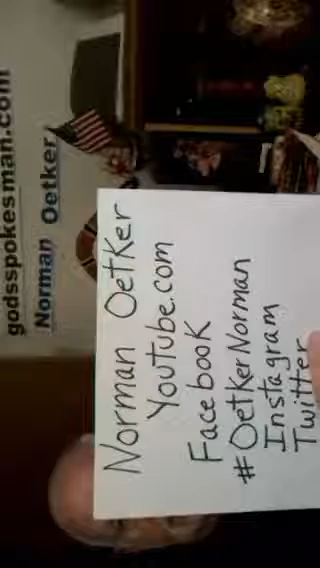 godsspokesman.com
Norman Oetker
Norman Oetker
Youtube.com
Facebook
#OetkerNorman
Instagram
Twitter